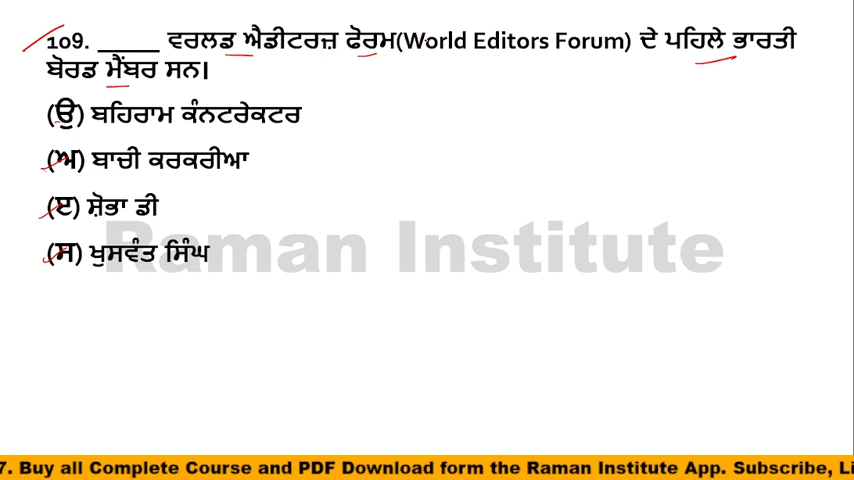 109. _____ ਵਰਲਡ ਐਡੀਟਰਜ਼ ਫੋਰਮ(World Editors Forum) ਦੇ ਪਹਿਲੇ ਭਾਰਤੀ
ਬੋਰਡ ਮੈਂਬਰ ਸਨ।
(ੳ) ਬਹਿਰਾਮ ਕੰਨਟਰੇਕਟਰ
(ਅ) ਬਾਚੀ ਕਰਕਰੀਆ
(ੲ) ਸ਼ੋਭਾ ਡੀ
(ਸ) ਖੁਸਵੰਤ ਸਿੰਘ
Raman Institute
7. Buy all Complete Course and PDF Download form the Raman Institute App. Subscribe, Li